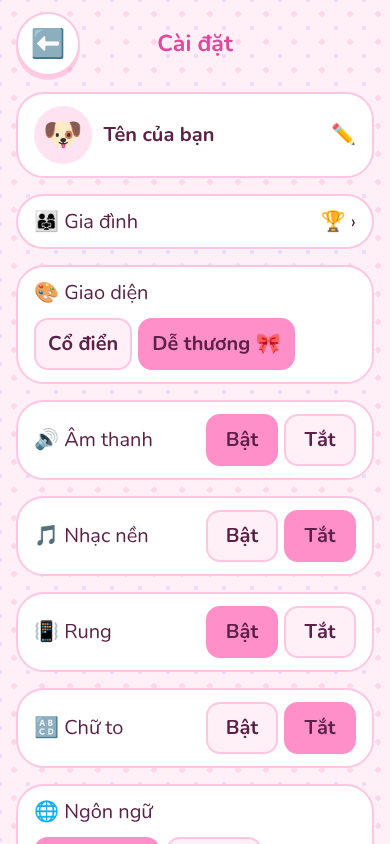 Cài đặt
Tên của bạn
Gia đình
Giao diện
Cổ điển
Dễ thương
Âm thanh
Bật
Tắt
Nhạc nền
Bật
Tắt
Rung
Bật
Tắt
Chữ to
Bật
Tắt
Ngôn ngữ